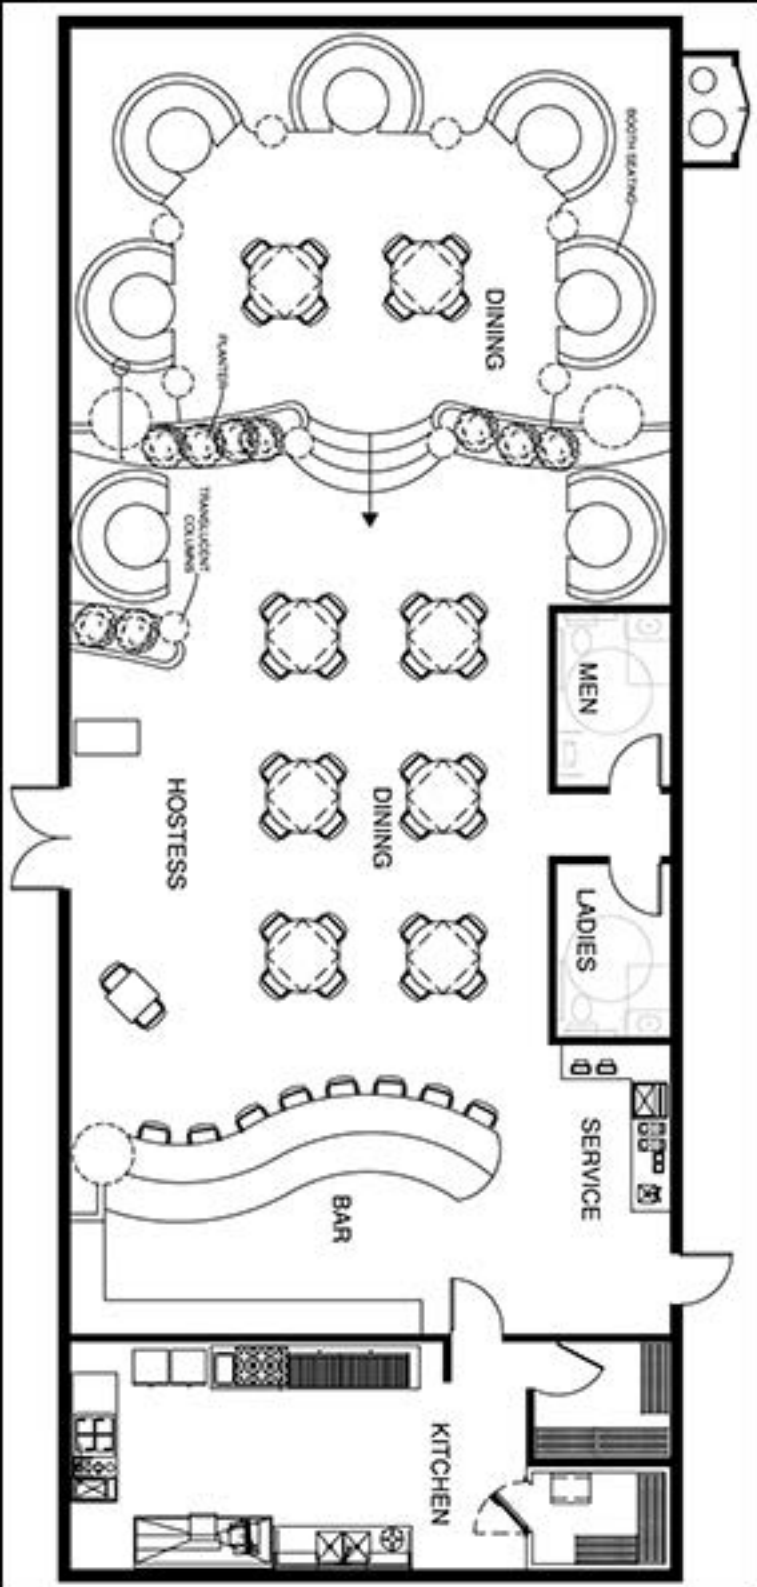 BOOTH SEATING
DINING
PLANTER
TRANSLUCENT
COLUMNS
MEN
HOSTESS
DINING
LADIES
SERVICE
BAR
KITCHEN